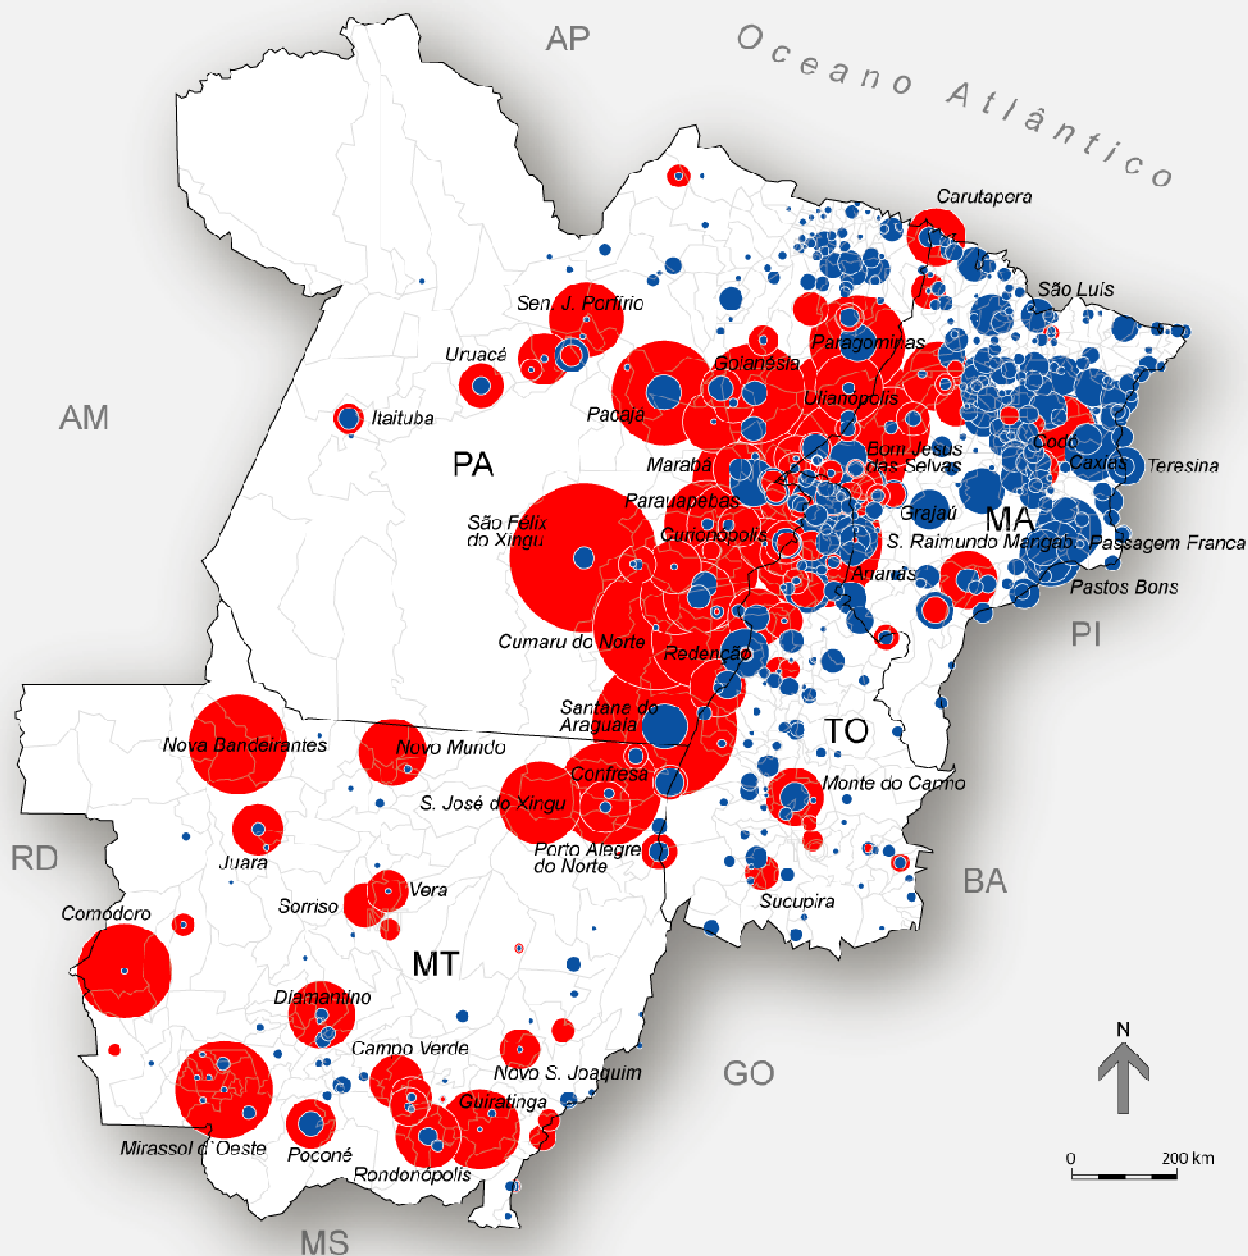 AP
Oceano Atlântico
Carutapera
São Luís
Sen. J. Porfírio
Uruacá
Paragominas
Goianésia
AM
Itaituba
Pacajá
Ulianópolis
PA
Marabá
Bom Jesus
das Selvas
Codó
Caxias
Teresina
Parauapebas
São Félix
do Xingu
Curionópolis
Grajaú
MA
S. Raimundo Mangab
Passagem Franca
Ananás
Pastos Bons
PI
Cumaru do Norte
Redenção
Santana do
Araguaia
TO
Nova Bandeirantes
Novo Mundo
Confresa
S. José do Xingu
Monte do Carmo
RD
Juara
Porto Alegre
do Norte
BA
Vera
Sorriso
Sucupira
Comodoro
MT
Diamantino
Campo Verde
Novo S. Joaquim
GO
N
Guiratinga
Mirassol d'Oeste
Poconé
Rondonópolis
0 200 km
MS